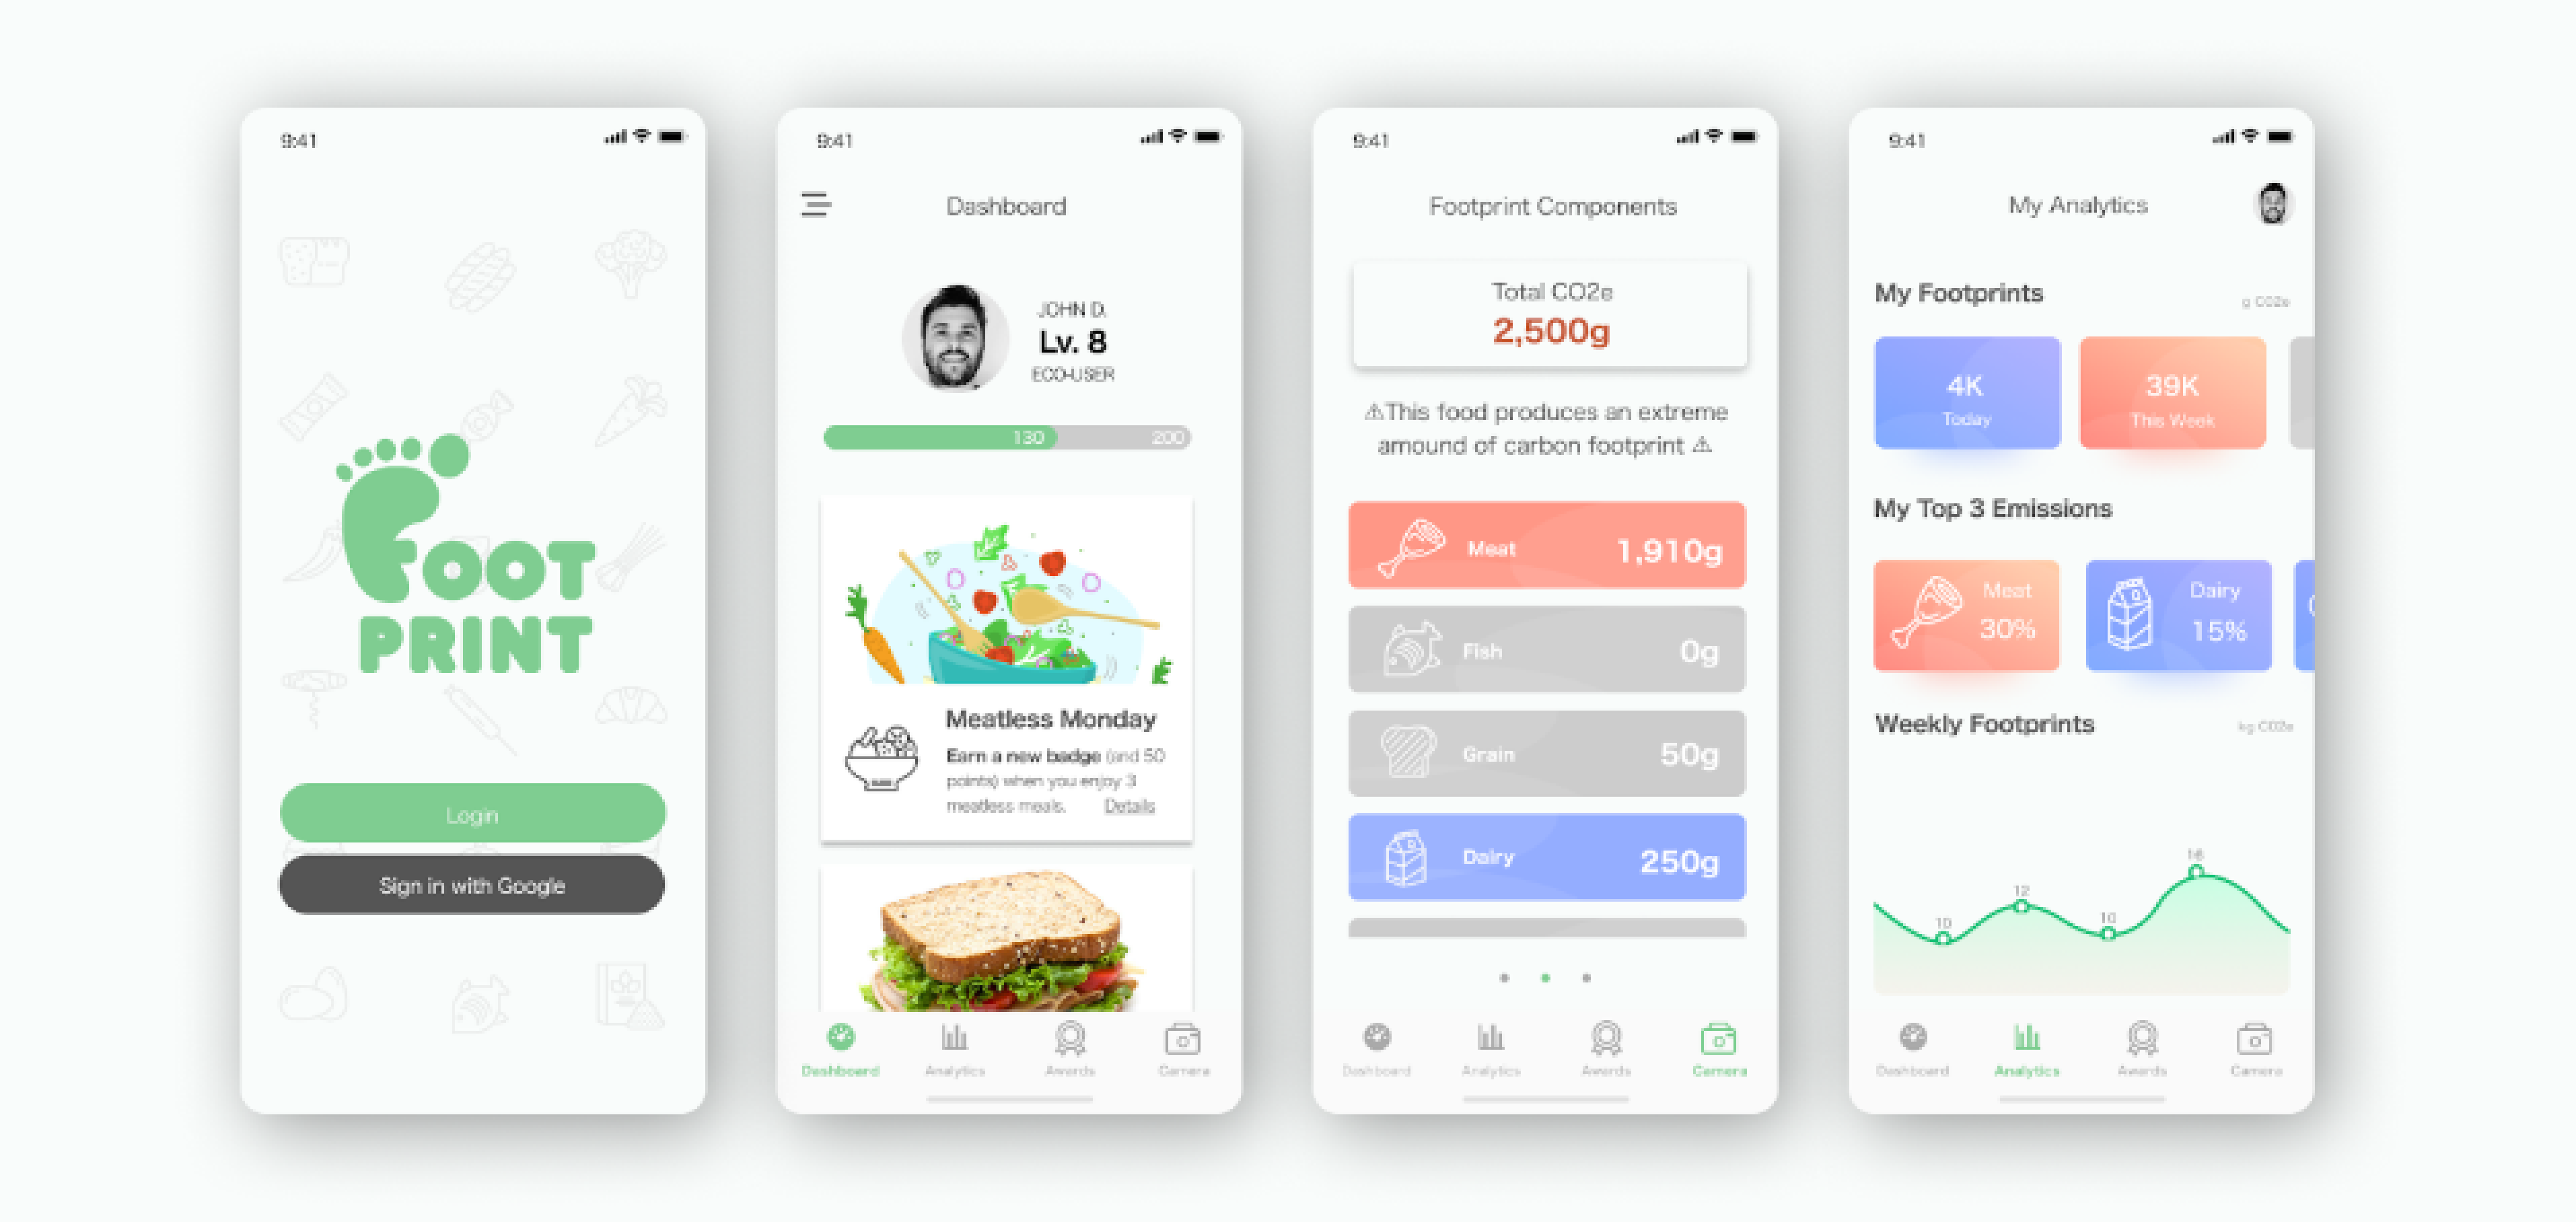 9:41
FOOT
PRINT
Login
Sign in with Google
9:41
Dashboard
JOHN D.
Lv. 8
ECO-USER
130
200
Meatless Monday
Earn a new badge (and 50
points) when you enjoy 3
meatless meals. Details
Dashboard
Analytics
Awards
Camera
9:41
Footprint Components
Total CO2e
2,500g
⚠This food produces an extreme
amound of carbon footprint ⚠
Meat 1,910g
Fish 0g
Grain 50g
Dairy 250g
Dashboard
Analytics
Awards
Camera
9:41
My Analytics
My Footprints g CO2e
4K
Today
39K
This Week
My Top 3 Emissions
Meat
30%
Dairy
15%
Weekly Footprints kg CO2e
10
12
10
16
Dashboard
Analytics
Awards
Camera